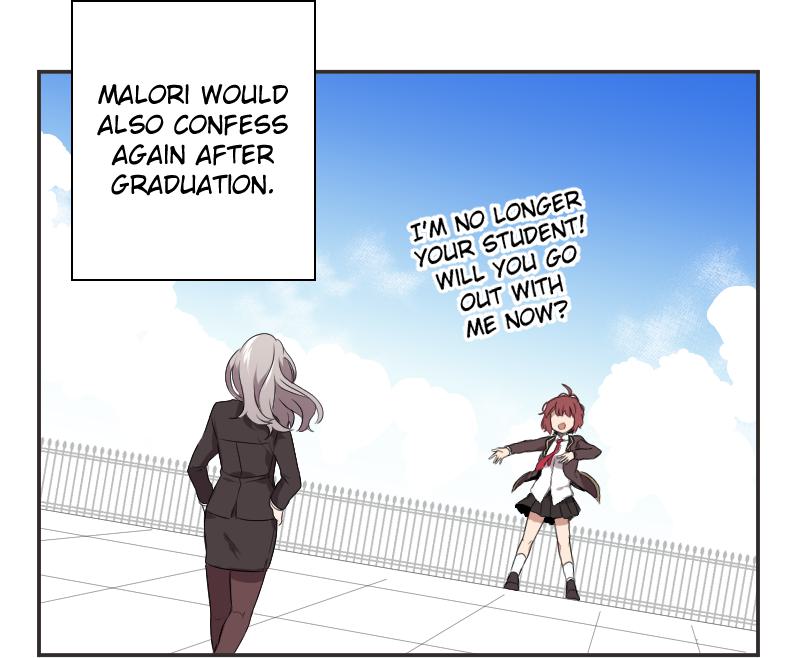 MALORI WOULD
ALSO CONFESS
AGAIN AFTER
GRADUATION.
I'M NO LONGER
YOUR STUDENT!
WILL YOU GO
OUT WITH
ME NOW?